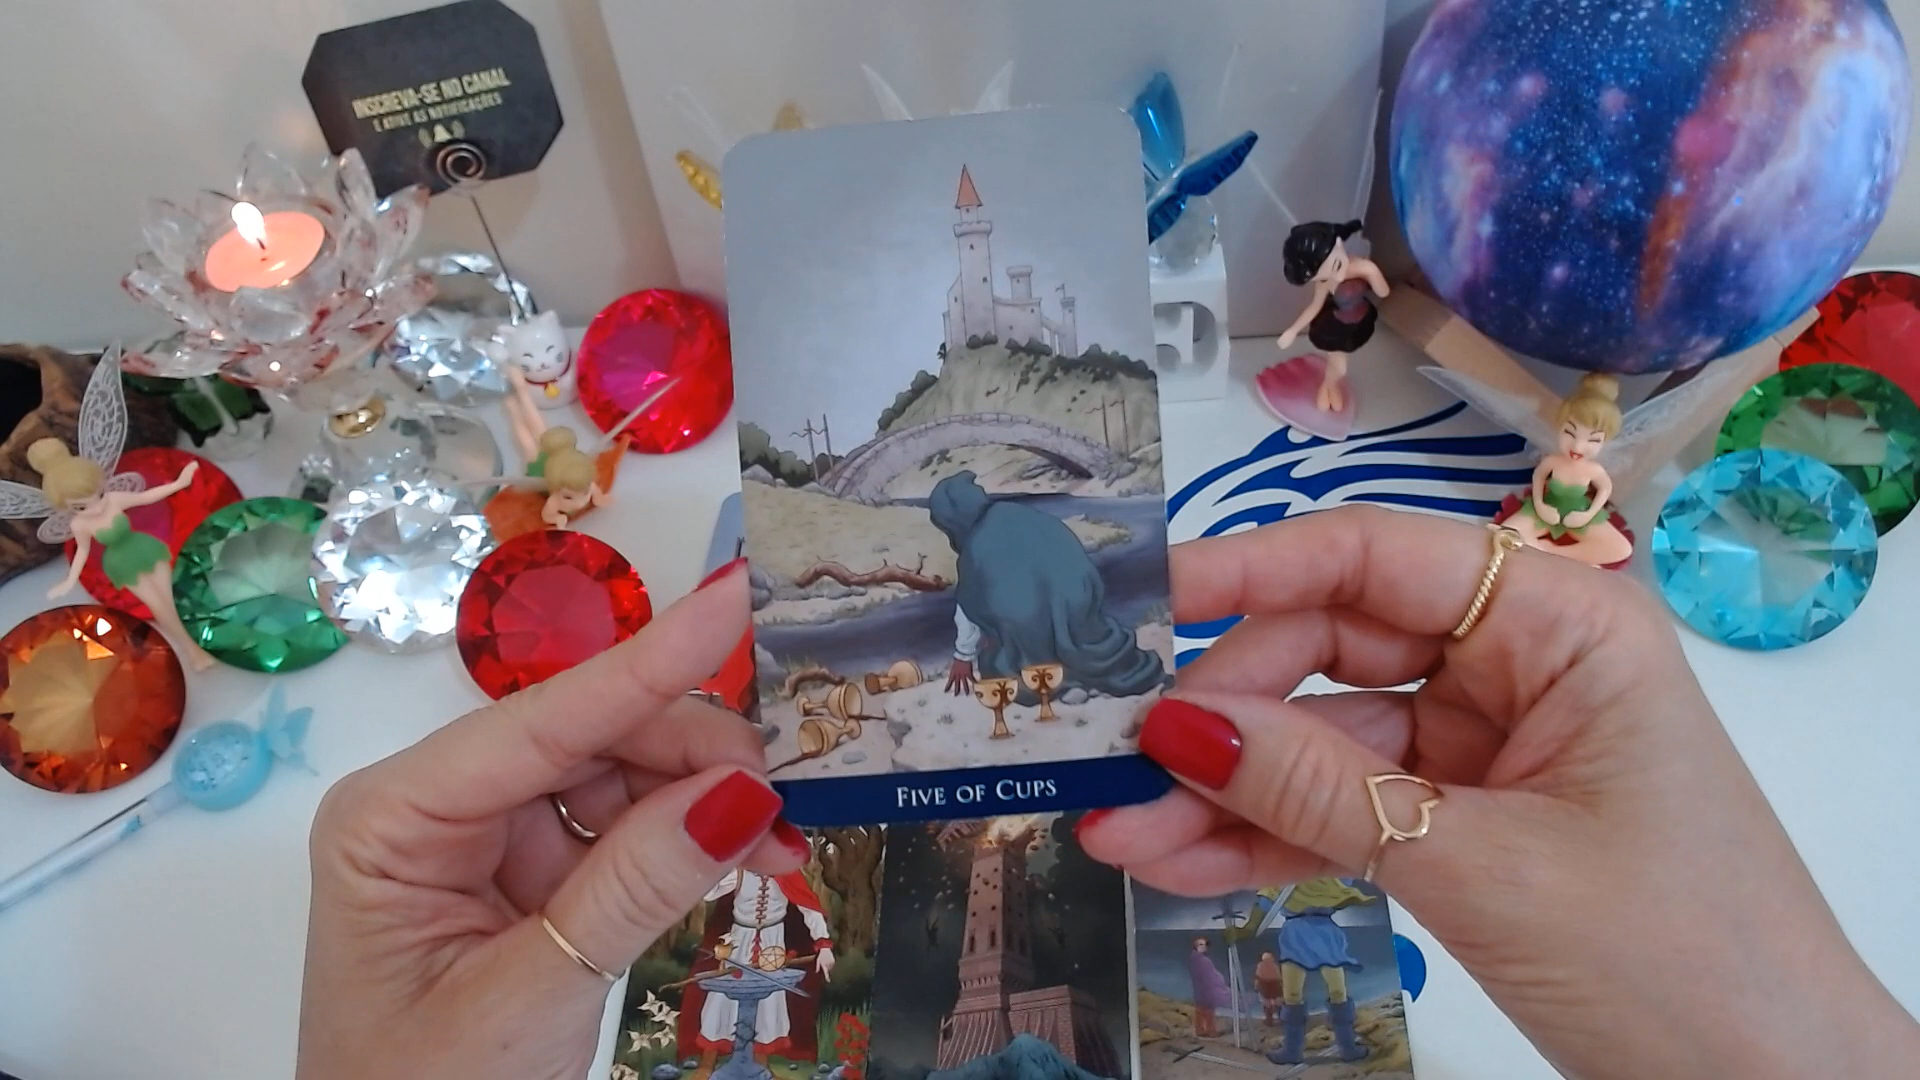 INSCREVA-SE NO CANAL
E ATIVE AS NOTIFICAÇÕES
FIVE OF CUPS